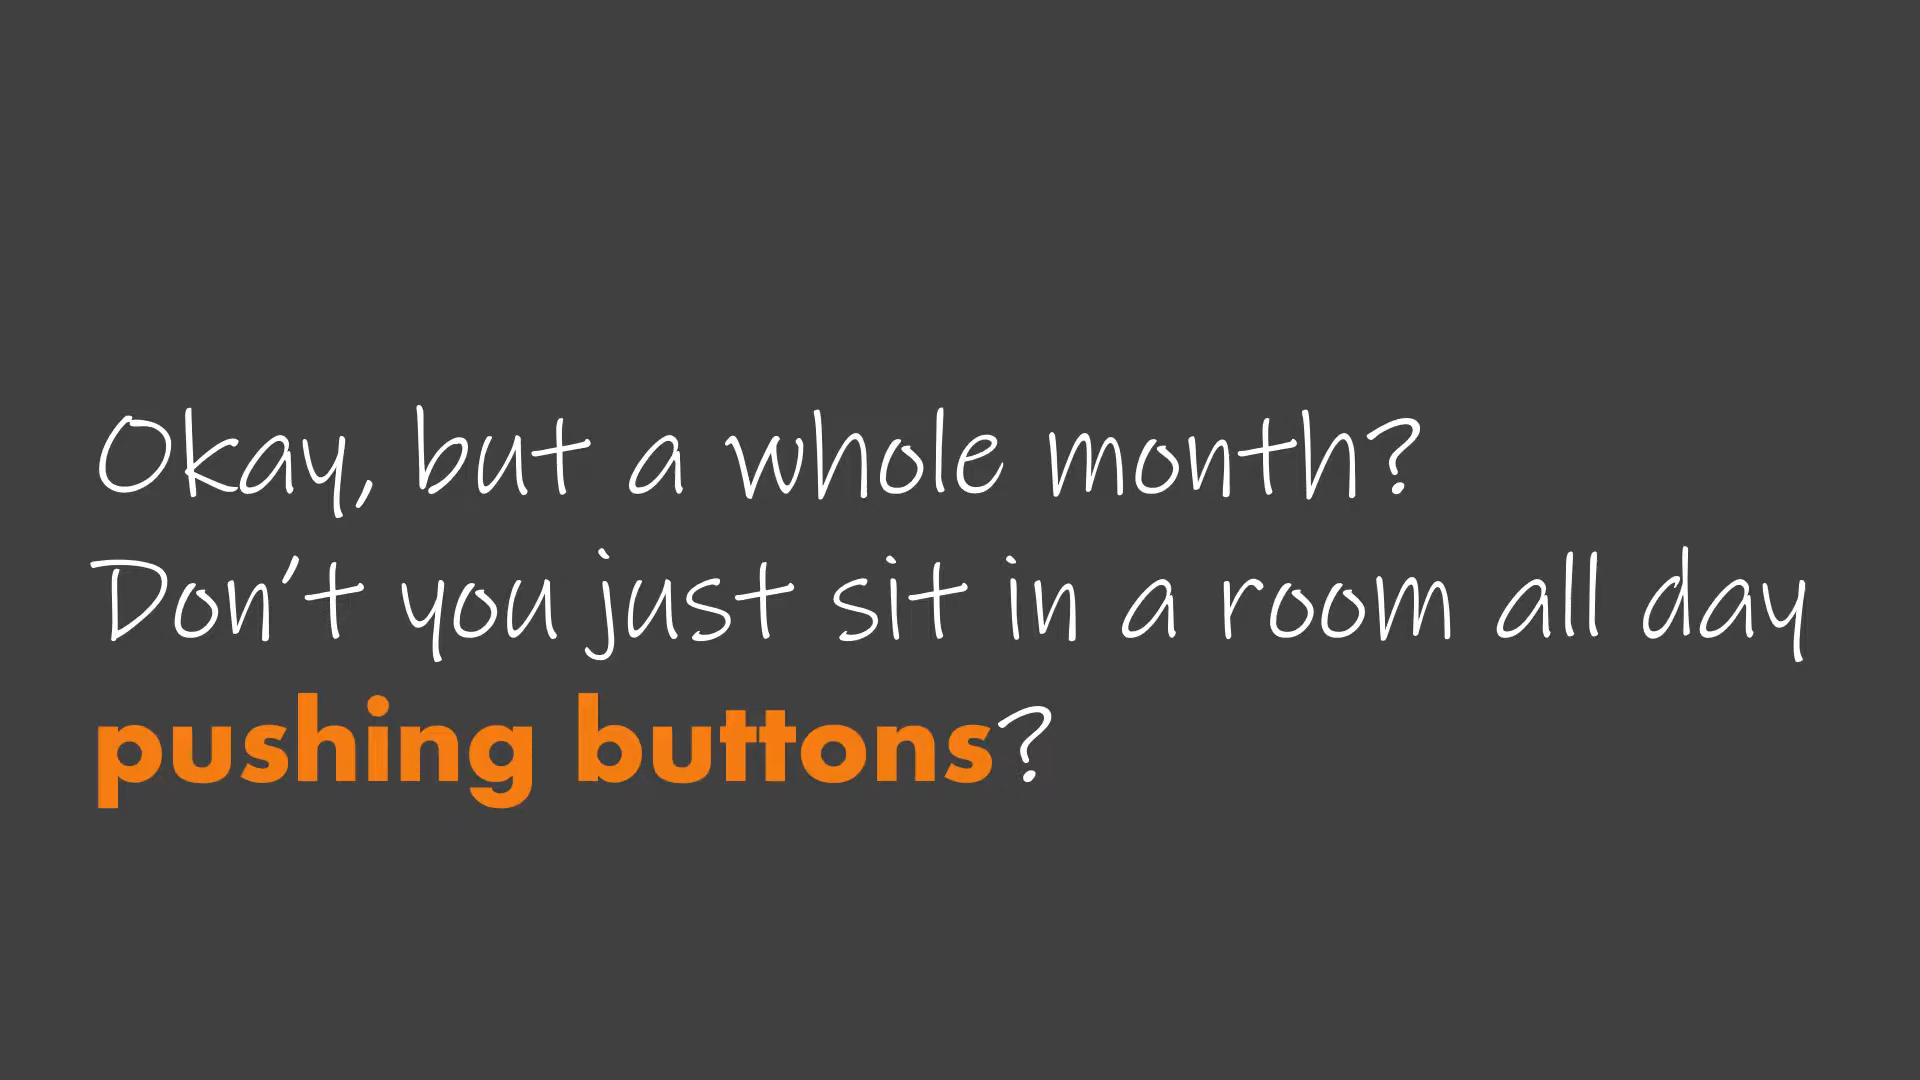 Okay, but a whole month?
Don’t you just sit in a room all day
pushing buttons?